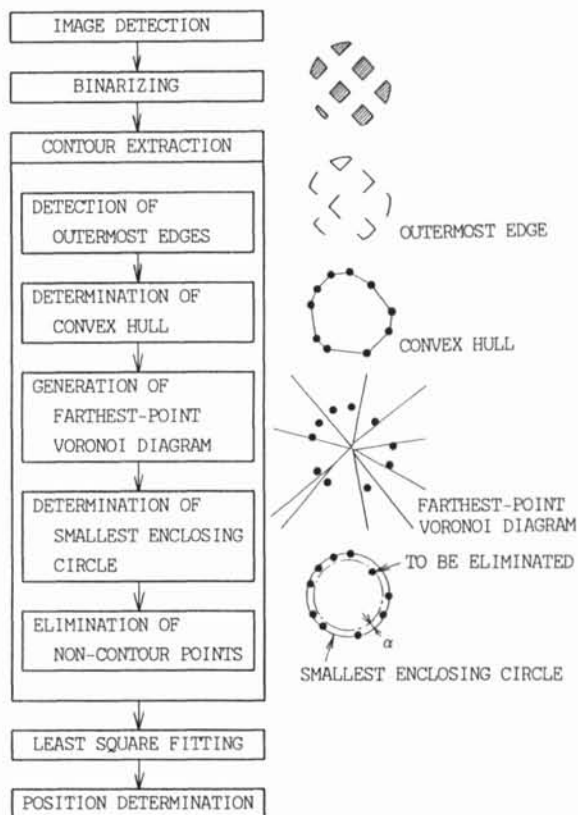 IMAGE DETECTION
BINARIZING
CONTOUR EXTRACTION
DETECTION OF
OUTERMOST EDGES
OUTERMOST EDGE
DETERMINATION OF
CONVEX HULL
CONVEX HULL
GENERATION OF
FARTHEST-POINT
VORONOI DIAGRAM
FARTHEST-POINT
VORONOI DIAGRAM
DETERMINATION OF
SMALLEST ENCLOSING
CIRCLE
TO BE ELIMINATED
α
ELIMINATION OF
NON-CONTOUR POINTS
SMALLEST ENCLOSING CIRCLE
LEAST SQUARE FITTING
POSITION DETERMINATION